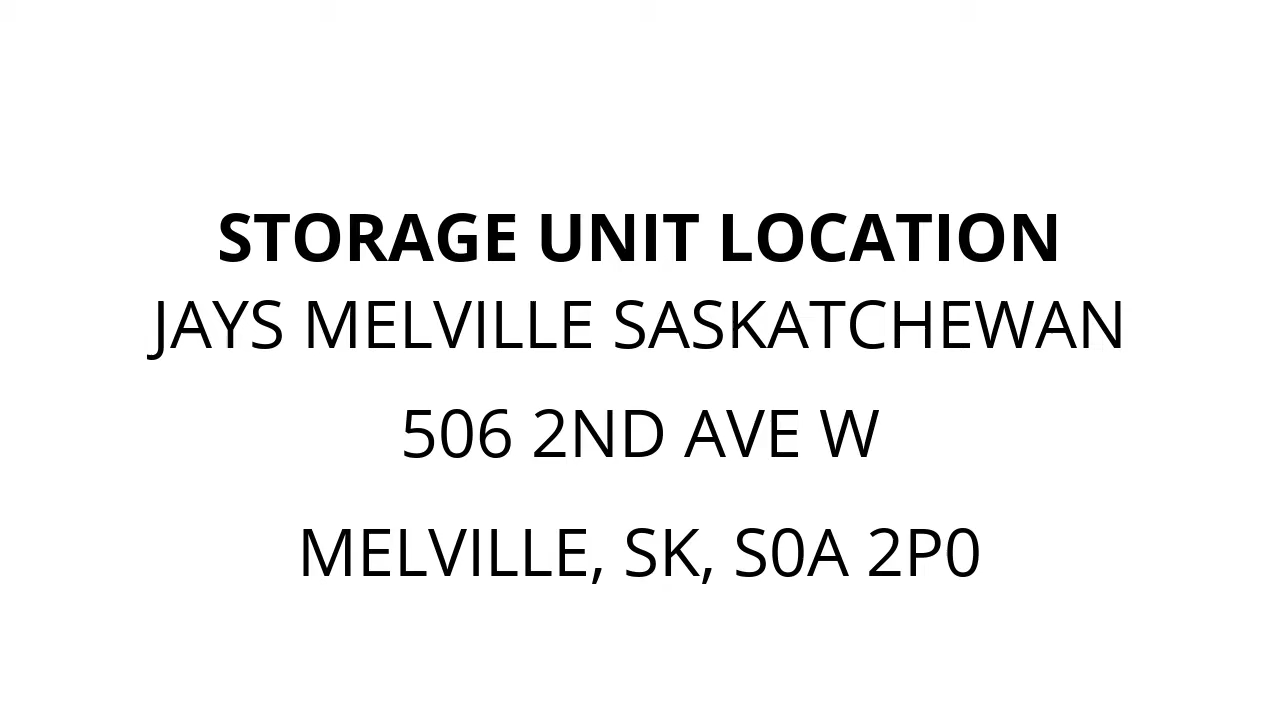 STORAGE UNIT LOCATION
JAYS MELVILLE SASKATCHEWAN
506 2ND AVE W
MELVILLE, SK, S0A 2P0